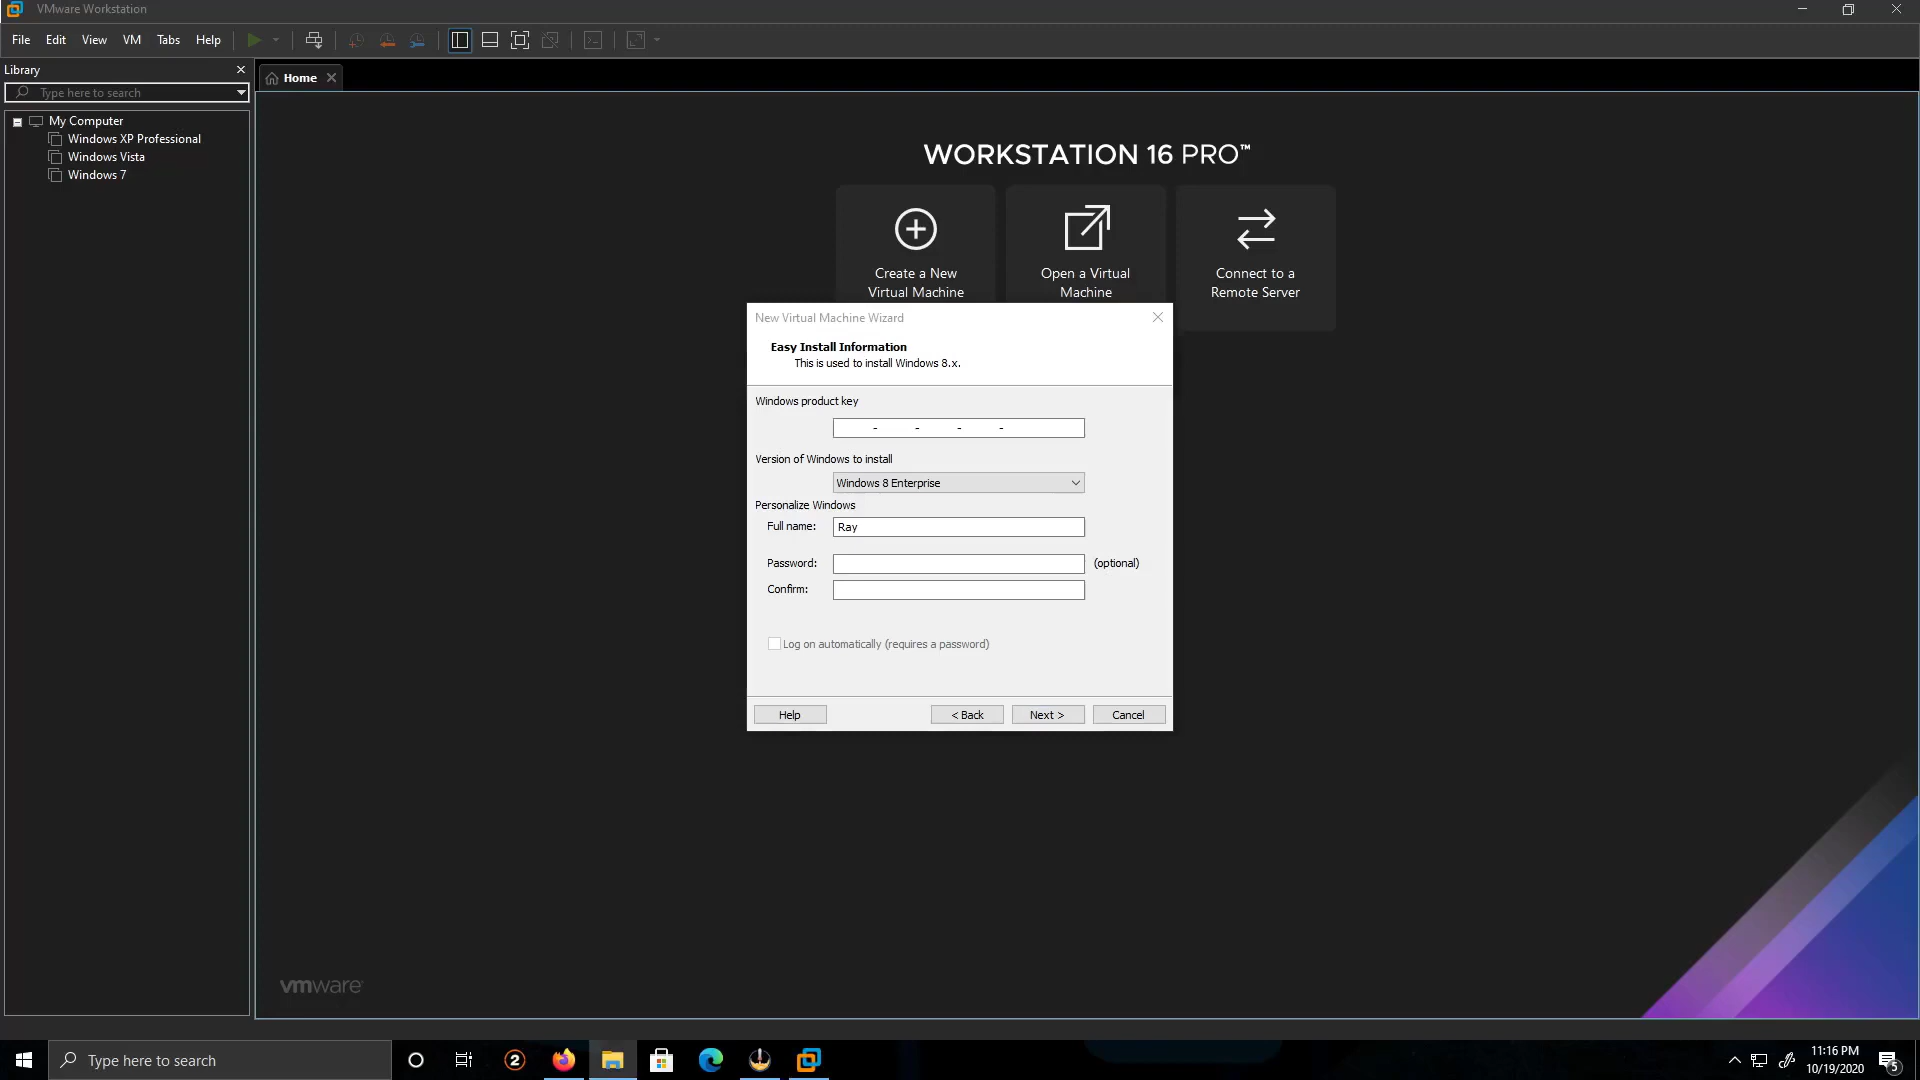 VMware Workstation
File Edit View VM Tabs Help
Library
Type here to search
Home
My Computer
Windows XP Professional
Windows Vista
Windows 7
WORKSTATION 16 PRO™
Create a New
Virtual Machine
Open a Virtual
Machine
Connect to a
Remote Server
New Virtual Machine Wizard
Easy Install Information
This is used to install Windows 8.x.
Windows product key
- - - -
Version of Windows to install
Windows 8 Enterprise
Personalize Windows
Full name: Ray
Password: (optional)
Confirm:
Log on automatically (requires a password)
Help < Back Next > Cancel
vmware
Type here to search
2
11:16 PM
10/19/2020
5